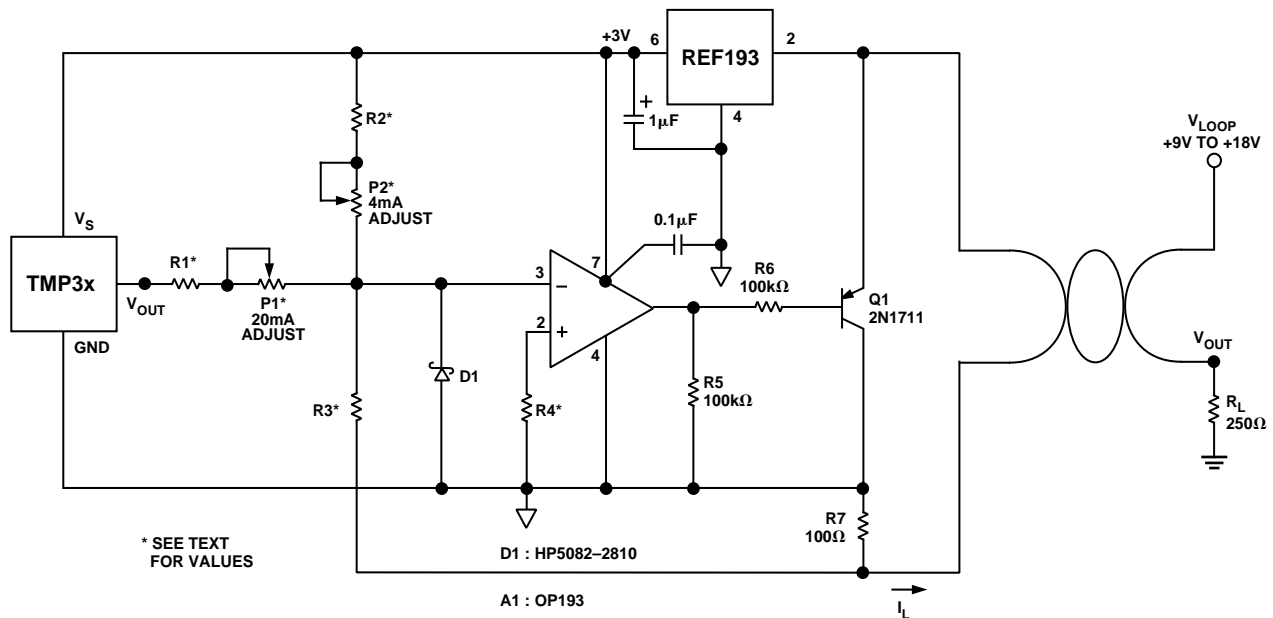 +3V
6
REF193
2
4
R2*
+
1µF
V_LOOP
+9V TO +18V
P2*
4mA
ADJUST
0.1µF
V_S
TMP3x
R1*
V_OUT
P1*
20mA
ADJUST
GND
3
−
7
2
+
4
R6
100kΩ
Q1
2N1711
V_OUT
D1
R5
100kΩ
R3*
R4*
R_L
250Ω
R7
100Ω
* SEE TEXT
FOR VALUES
D1 : HP5082–2810
A1 : OP193
I_L